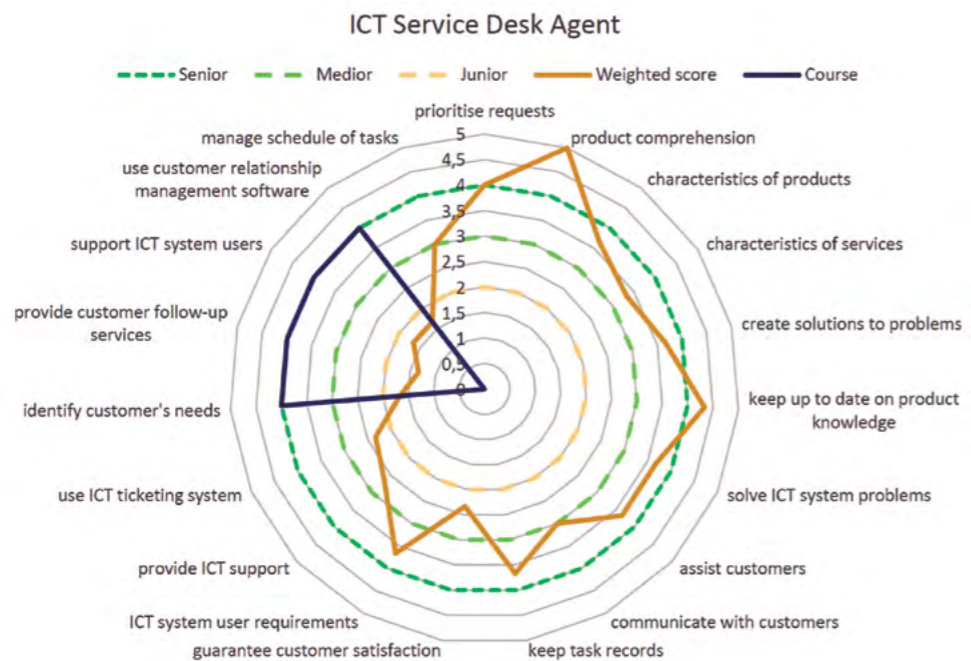 ICT Service Desk Agent
Senior
Medior
Junior
Weighted score
Course
prioritise requests
product comprehension
characteristics of products
characteristics of services
create solutions to problems
keep up to date on product
knowledge
solve ICT system problems
assist customers
communicate with customers
keep task records
guarantee customer satisfaction
ICT system user requirements
provide ICT support
use ICT ticketing system
identify customer's needs
provide customer follow-up
services
support ICT system users
use customer relationship
management software
manage schedule of tasks
5
4,5
4
3,5
3
2,5
2
1,5
1
0,5
0